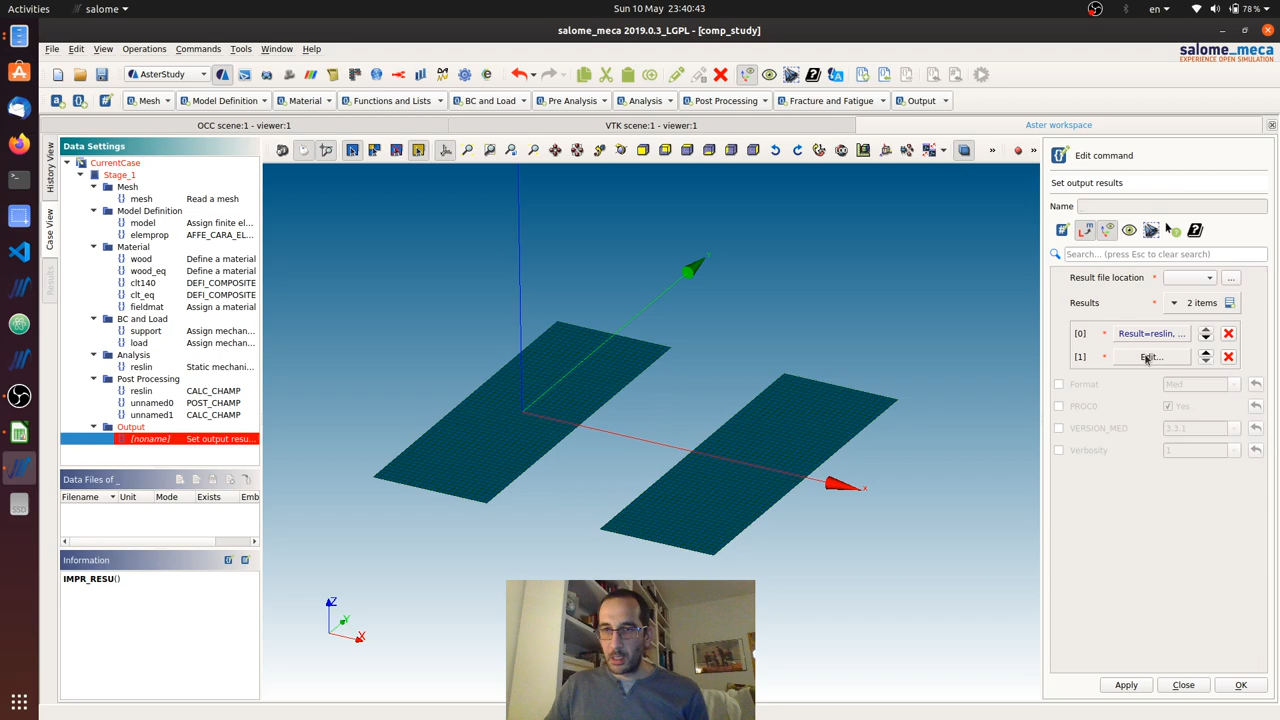 Activities salome Sun 10 May 23:40:43 en 78 %
salome_meca 2019.0.3_LGPL - [comp_study]
File Edit View Operations Commands Tools Window Help
salome_meca
EXPERIENCE OPEN SIMULATION
AsterStudy
Mesh Model Definition Material Functions and Lists BC and Load Pre Analysis Analysis Post Processing Fracture and Fatigue Output
OCC scene:1 - viewer:1 VTK scene:1 - viewer:1 Aster workspace
History View
Case View
Results
Data Settings
CurrentCase
Stage_1
Mesh
mesh Read a mesh
Model Definition
model Assign finite el...
elemprop AFFE_CARA_EL...
Material
wood Define a material
wood_eq Define a material
clt140 DEFI_COMPOSITE
clt_eq DEFI_COMPOSITE
fieldmat Assign a material
BC and Load
support Assign mechan...
load Assign mechan...
Analysis
reslin Static mechani...
Post Processing
reslin CALC_CHAMP
unnamed0 POST_CHAMP
unnamed1 CALC_CHAMP
Output
[noname] Set output resu...
Data Files of _
Filename Unit Mode Exists Emb
Information
IMPR_RESU()
Y
X
Z
Y
X
Edit command
Set output results
Name _
Search... (press Esc to clear search)
Result file location * ...
Results * 2 items
[0] * Result=reslin, ...
[1] * Edit...
Format Med
PROC0 Yes
VERSION_MED 3.3.1
Verbosity 1
Apply Close OK
SSD